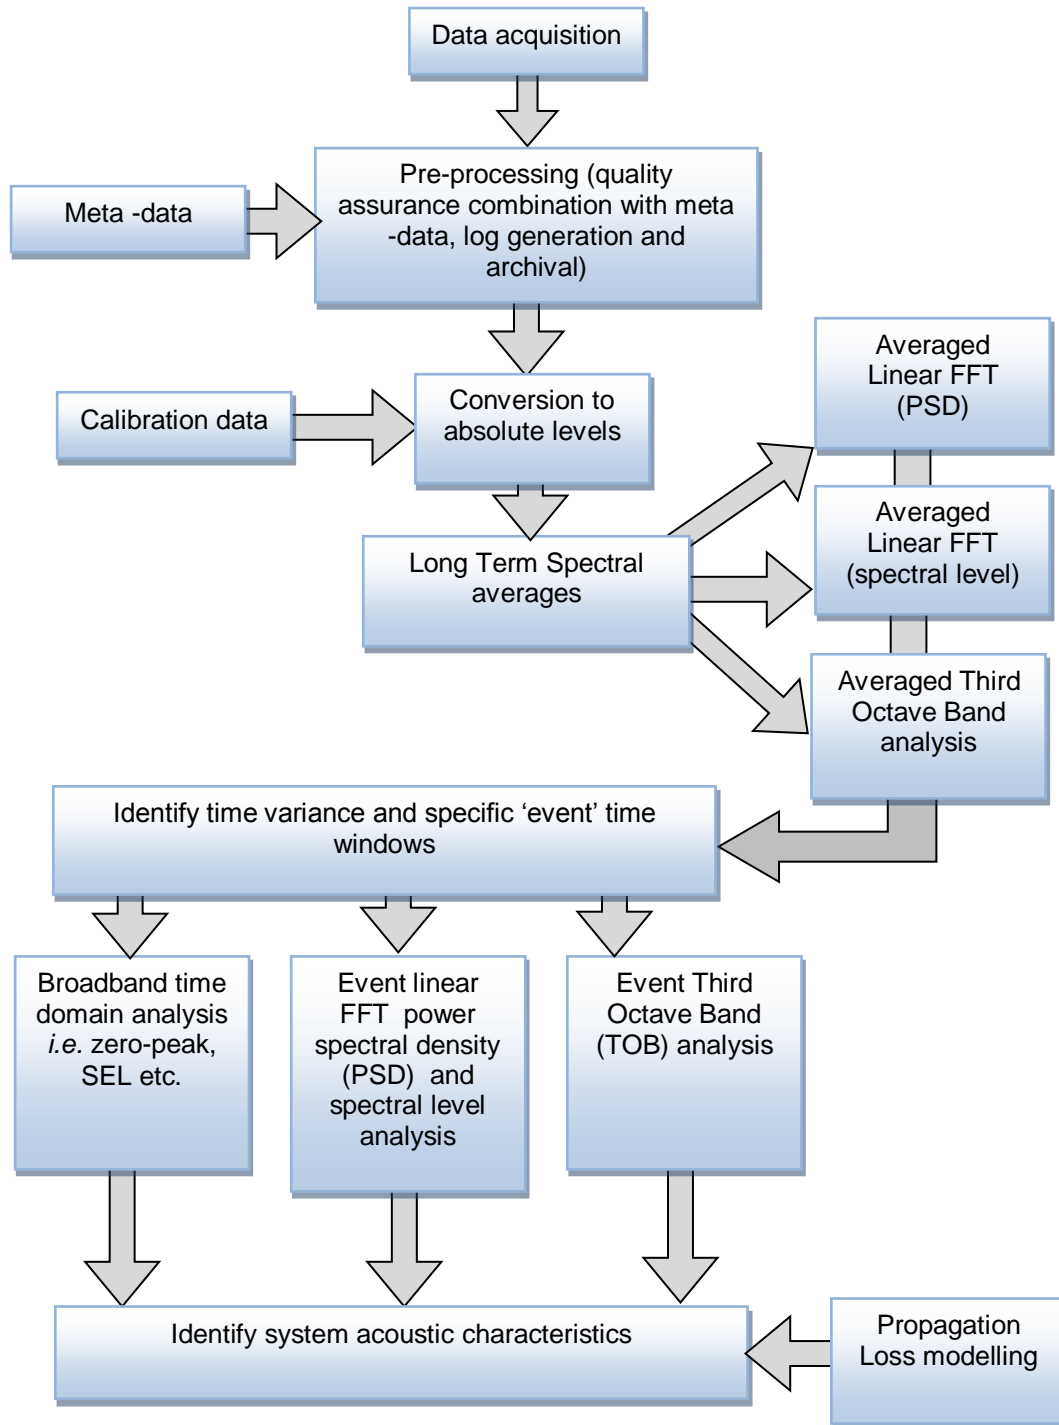 Data acquisition
Pre-processing (quality
assurance combination with meta
-data, log generation and
archival)
Meta -data
Conversion to
absolute levels
Calibration data
Long Term Spectral
averages
Averaged
Linear FFT
(PSD)
Averaged
Linear FFT
(spectral level)
Averaged Third
Octave Band
analysis
Identify time variance and specific ‘event’ time
windows
Broadband time
domain analysis
i.e. zero-peak,
SEL etc.
Event linear
FFT power
spectral density
(PSD) and
spectral level
analysis
Event Third
Octave Band
(TOB) analysis
Identify system acoustic characteristics
Propagation
Loss modelling